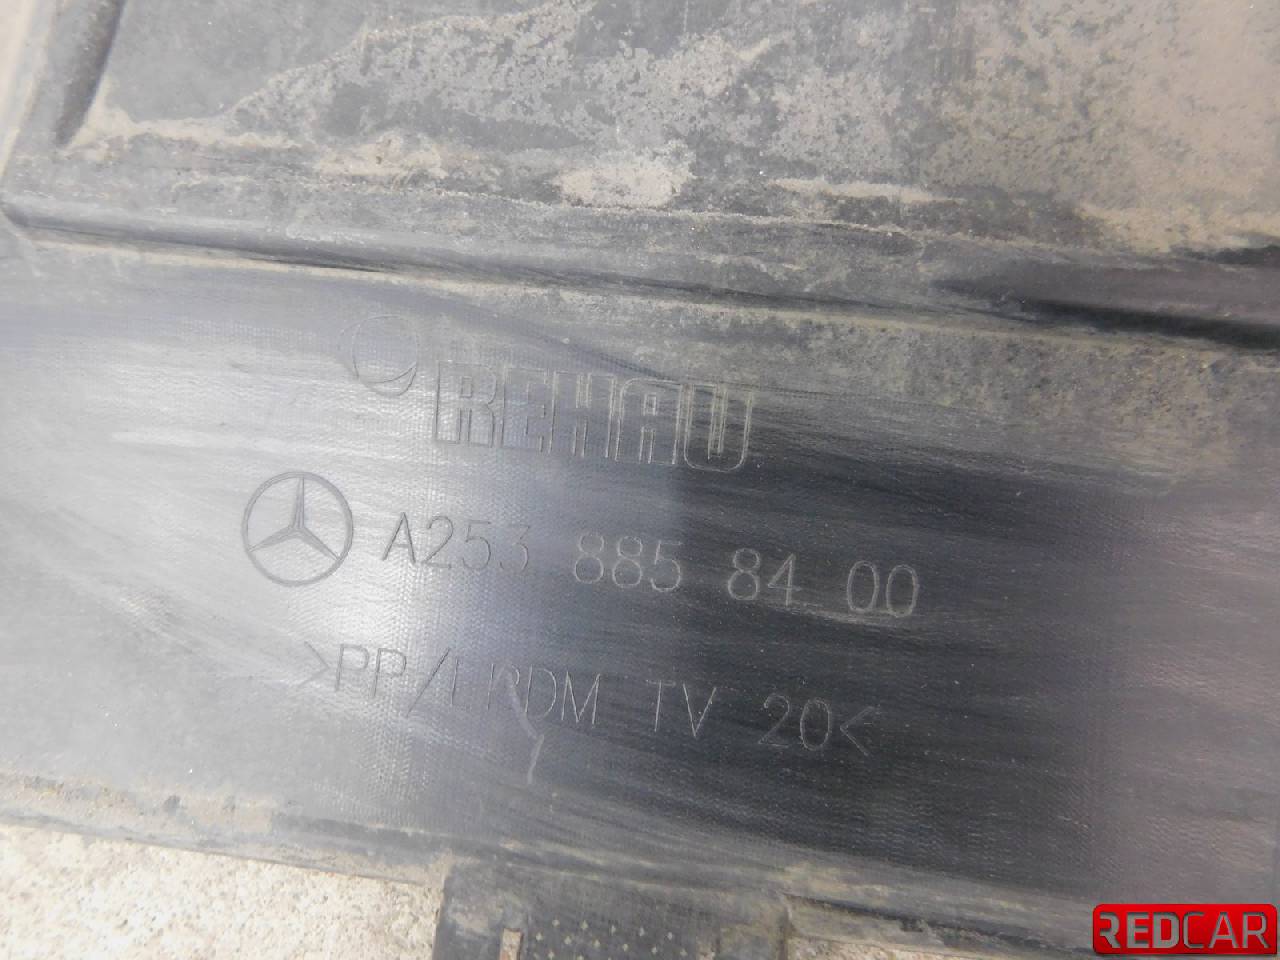 REHAU
A253 885 84 00
>PP/EPDM TV 20<
REDCAR